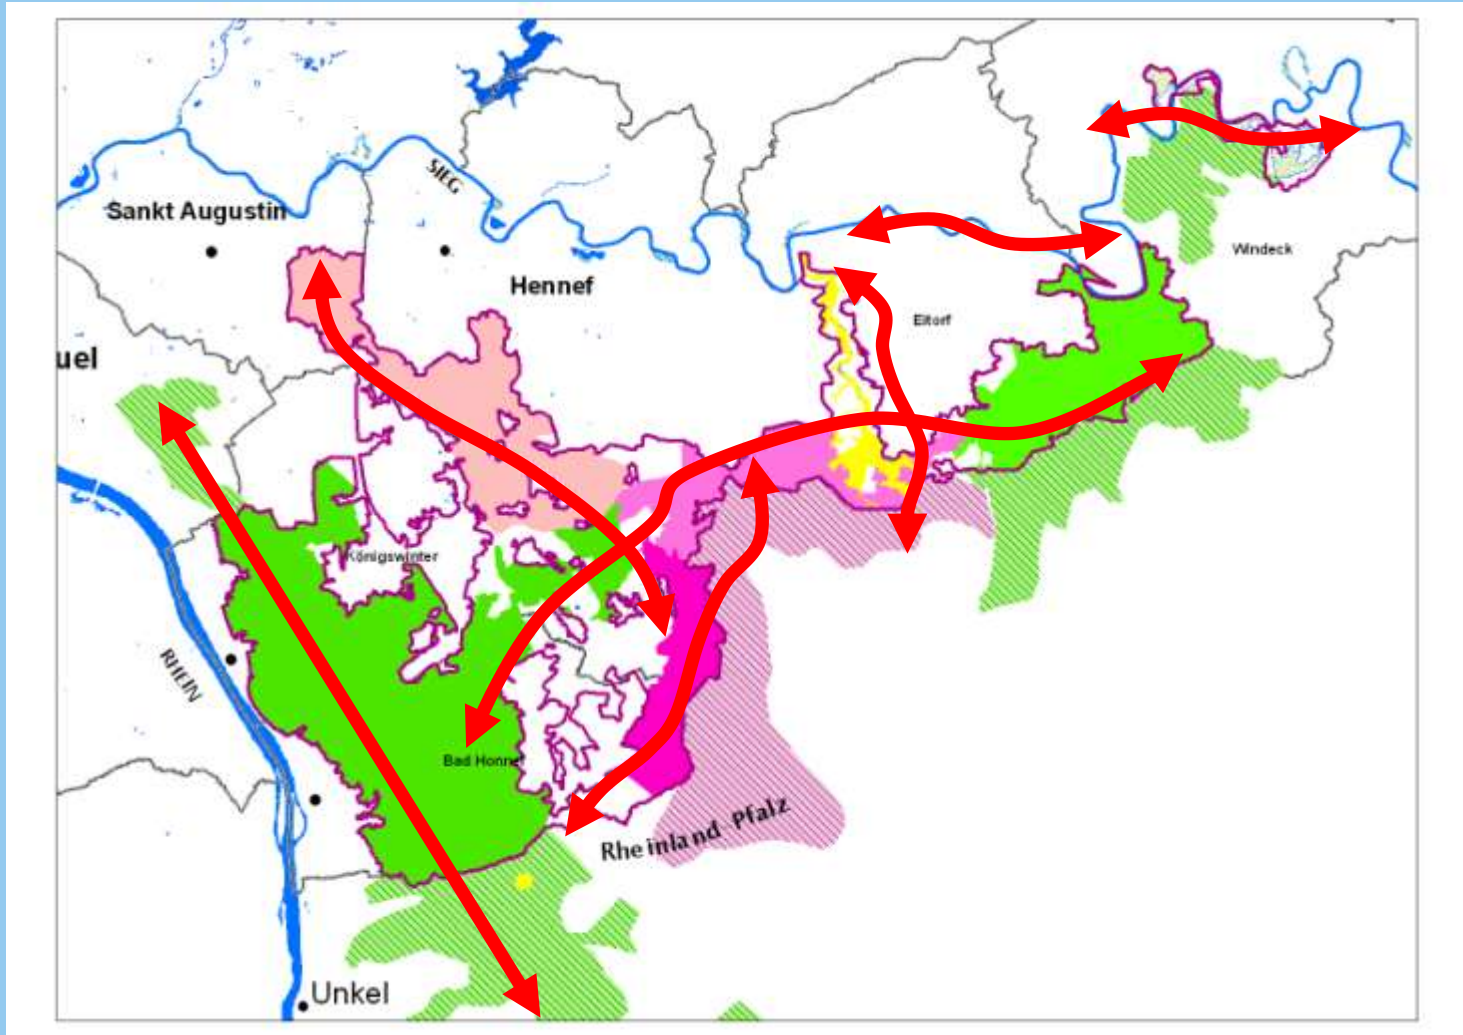 SIEG
Sankt Augustin
Windeck
Hennef
Eitorf
uel
Königswinter
RHEIN
Bad Honnef
Rheinland Pfalz
Unkel